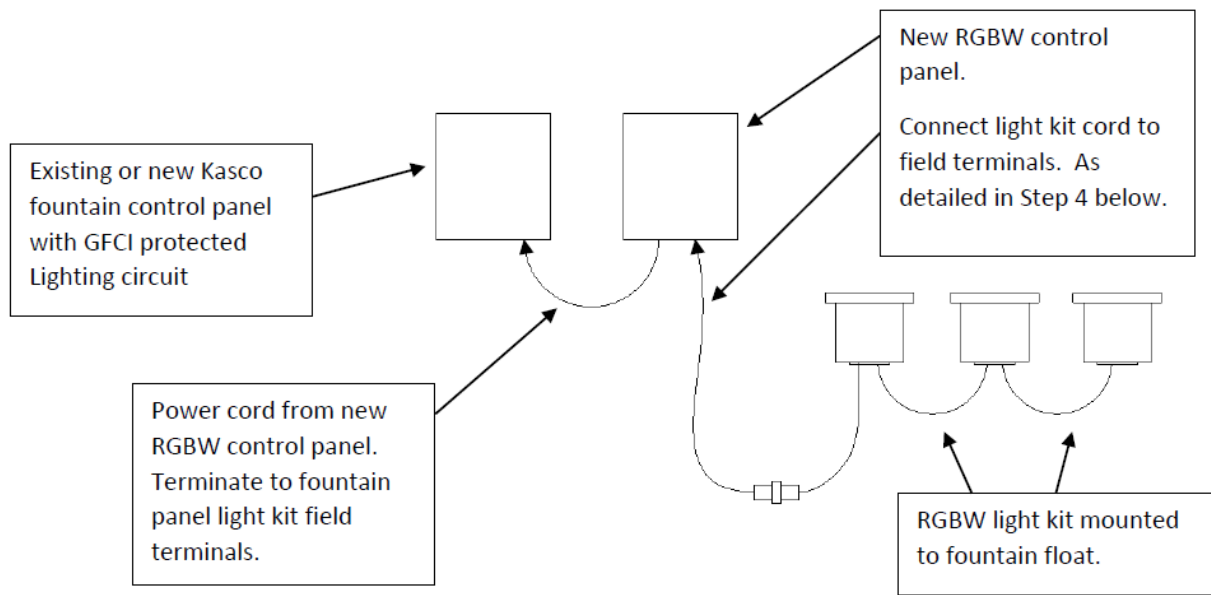 New RGBW control
panel.
Connect light kit cord to
field terminals.  As
detailed in Step 4 below.
Existing or new Kasco
fountain control panel
with GFCI protected
Lighting circuit
Power cord from new
RGBW control panel.
Terminate to fountain
panel light kit field
terminals.
RGBW light kit mounted
to fountain float.